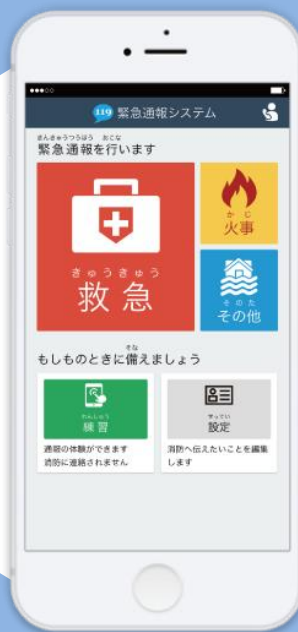 119 緊急通報システム
きんきゅうつうほう おこな
緊急通報を行います
きゅうきゅう
救急
かじ
火事
そのた
その他
そな
もしものときに備えましょう
れんしゅう
練習
せってい
設定
通報の体験ができます
消防に連絡されません
消防へ伝えたいことを編集
します